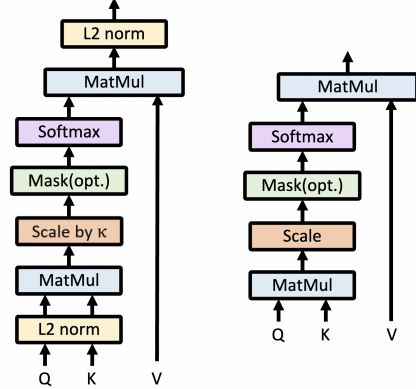 L2 norm
MatMul
Softmax
Mask(opt.)
Scale by κ
MatMul
L2 norm
Q K V
MatMul
Softmax
Mask(opt.)
Scale
MatMul
Q K V